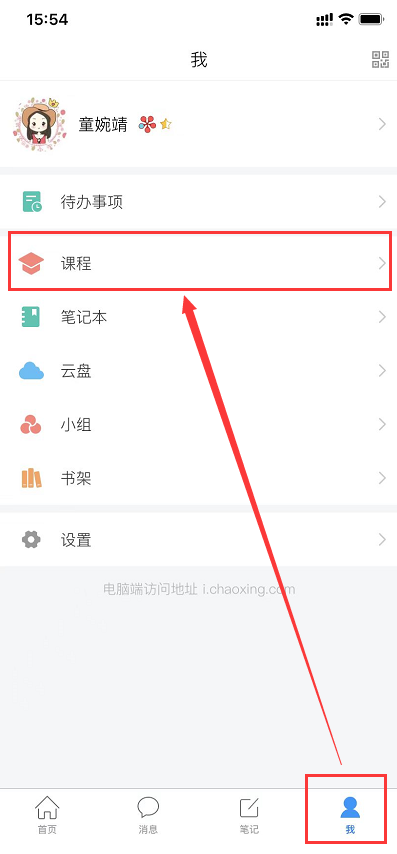 15:54
我
童婉靖
待办事项
课程
笔记本
云盘
小组
书架
设置
电脑端访问地址 i.chaoxing.com
首页
消息
笔记
我